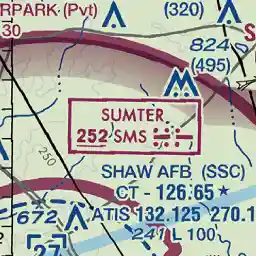 RPARK (Pvt)
(320)
30
824
(495)
S
SUMTER
252 SMS
250
SHAW AFB (SSC)
CT - 126.65 ★
ATIS 132.125 270.1
672
241 L 100
27